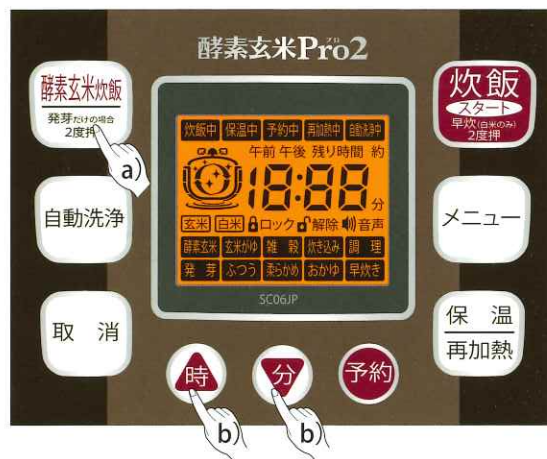 酵素玄米Pro2
プロ
酵素玄米炊飯
発芽だけの場合
2度押
a)
自動洗浄
取 消
炊飯中 保温中 予約中 再加熱中 自動洗浄中
午前 午後 残り時間 約
18:88
分
玄米 白米 ロック 解除 音声
酵素玄米 玄米がゆ 雑 穀 炊き込み 調 理
発 芽 ふつう 柔らかめ おかゆ 早炊き
SC06JP
炊飯
スタート
早炊(白米のみ)
2度押
メニュー
保 温
再加熱
時
分
予約
b)
b)